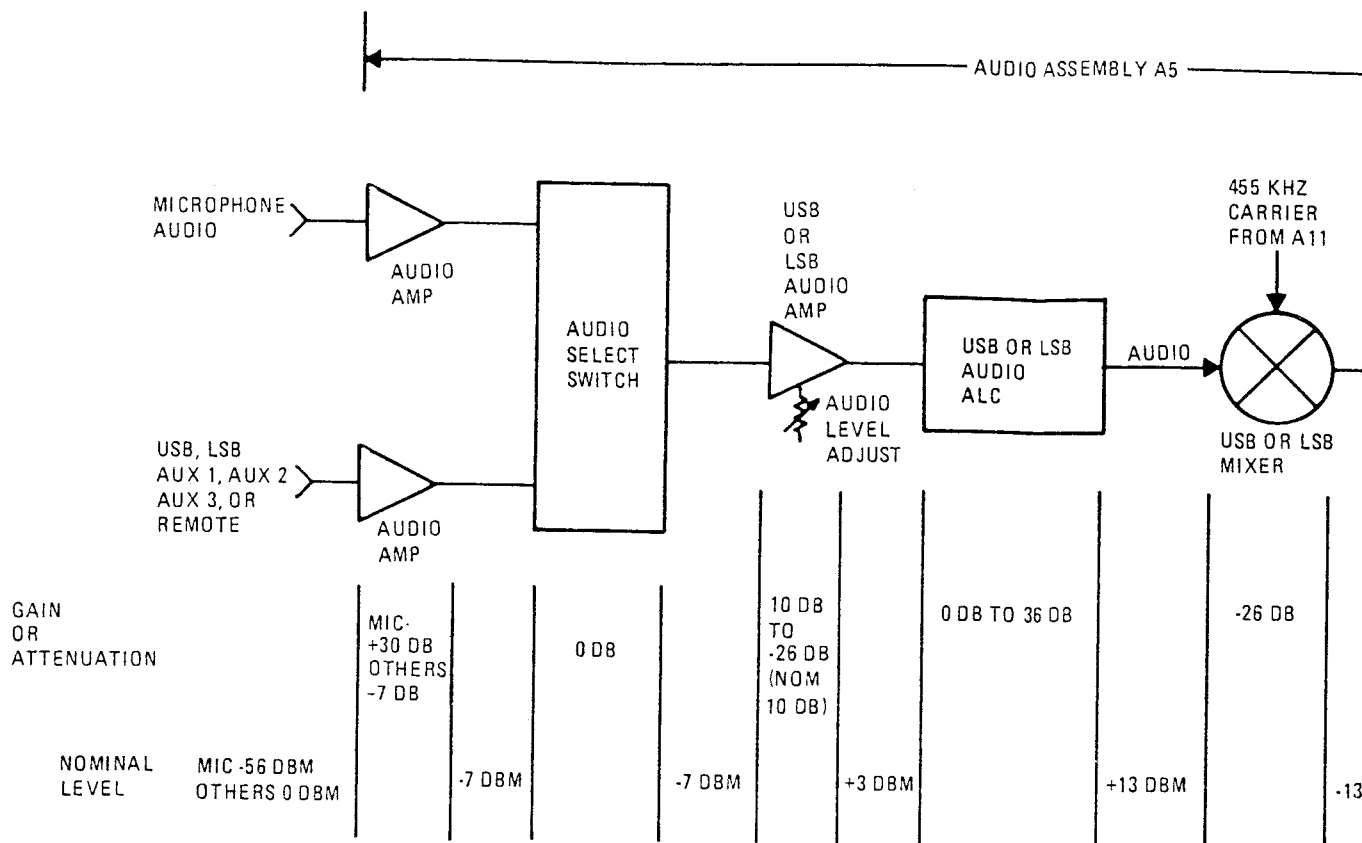 AUDIO ASSEMBLY A5
MICROPHONE
AUDIO
AUDIO
AMP
USB, LSB
AUX 1, AUX 2
AUX 3, OR
REMOTE
AUDIO
AMP
AUDIO
SELECT
SWITCH
USB
OR
LSB
AUDIO
AMP
AUDIO
LEVEL
ADJUST
USB OR LSB
AUDIO
ALC
AUDIO
455 KHZ
CARRIER
FROM A11
USB OR LSB
MIXER
GAIN
OR
ATTENUATION
MIC-
+30 DB
OTHERS
-7 DB
0 DB
10 DB
TO
-26 DB
(NOM
10 DB)
0 DB TO 36 DB
-26 DB
NOMINAL
LEVEL
MIC -56 DBM
OTHERS 0 DBM
-7 DBM
-7 DBM
+3 DBM
+13 DBM
-13